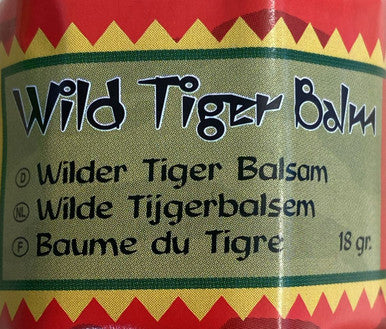 Wild Tiger Balm
D Wilder Tiger Balsam
NL Wilde Tijgerbalsem
F Baume du Tigre 18 gr.